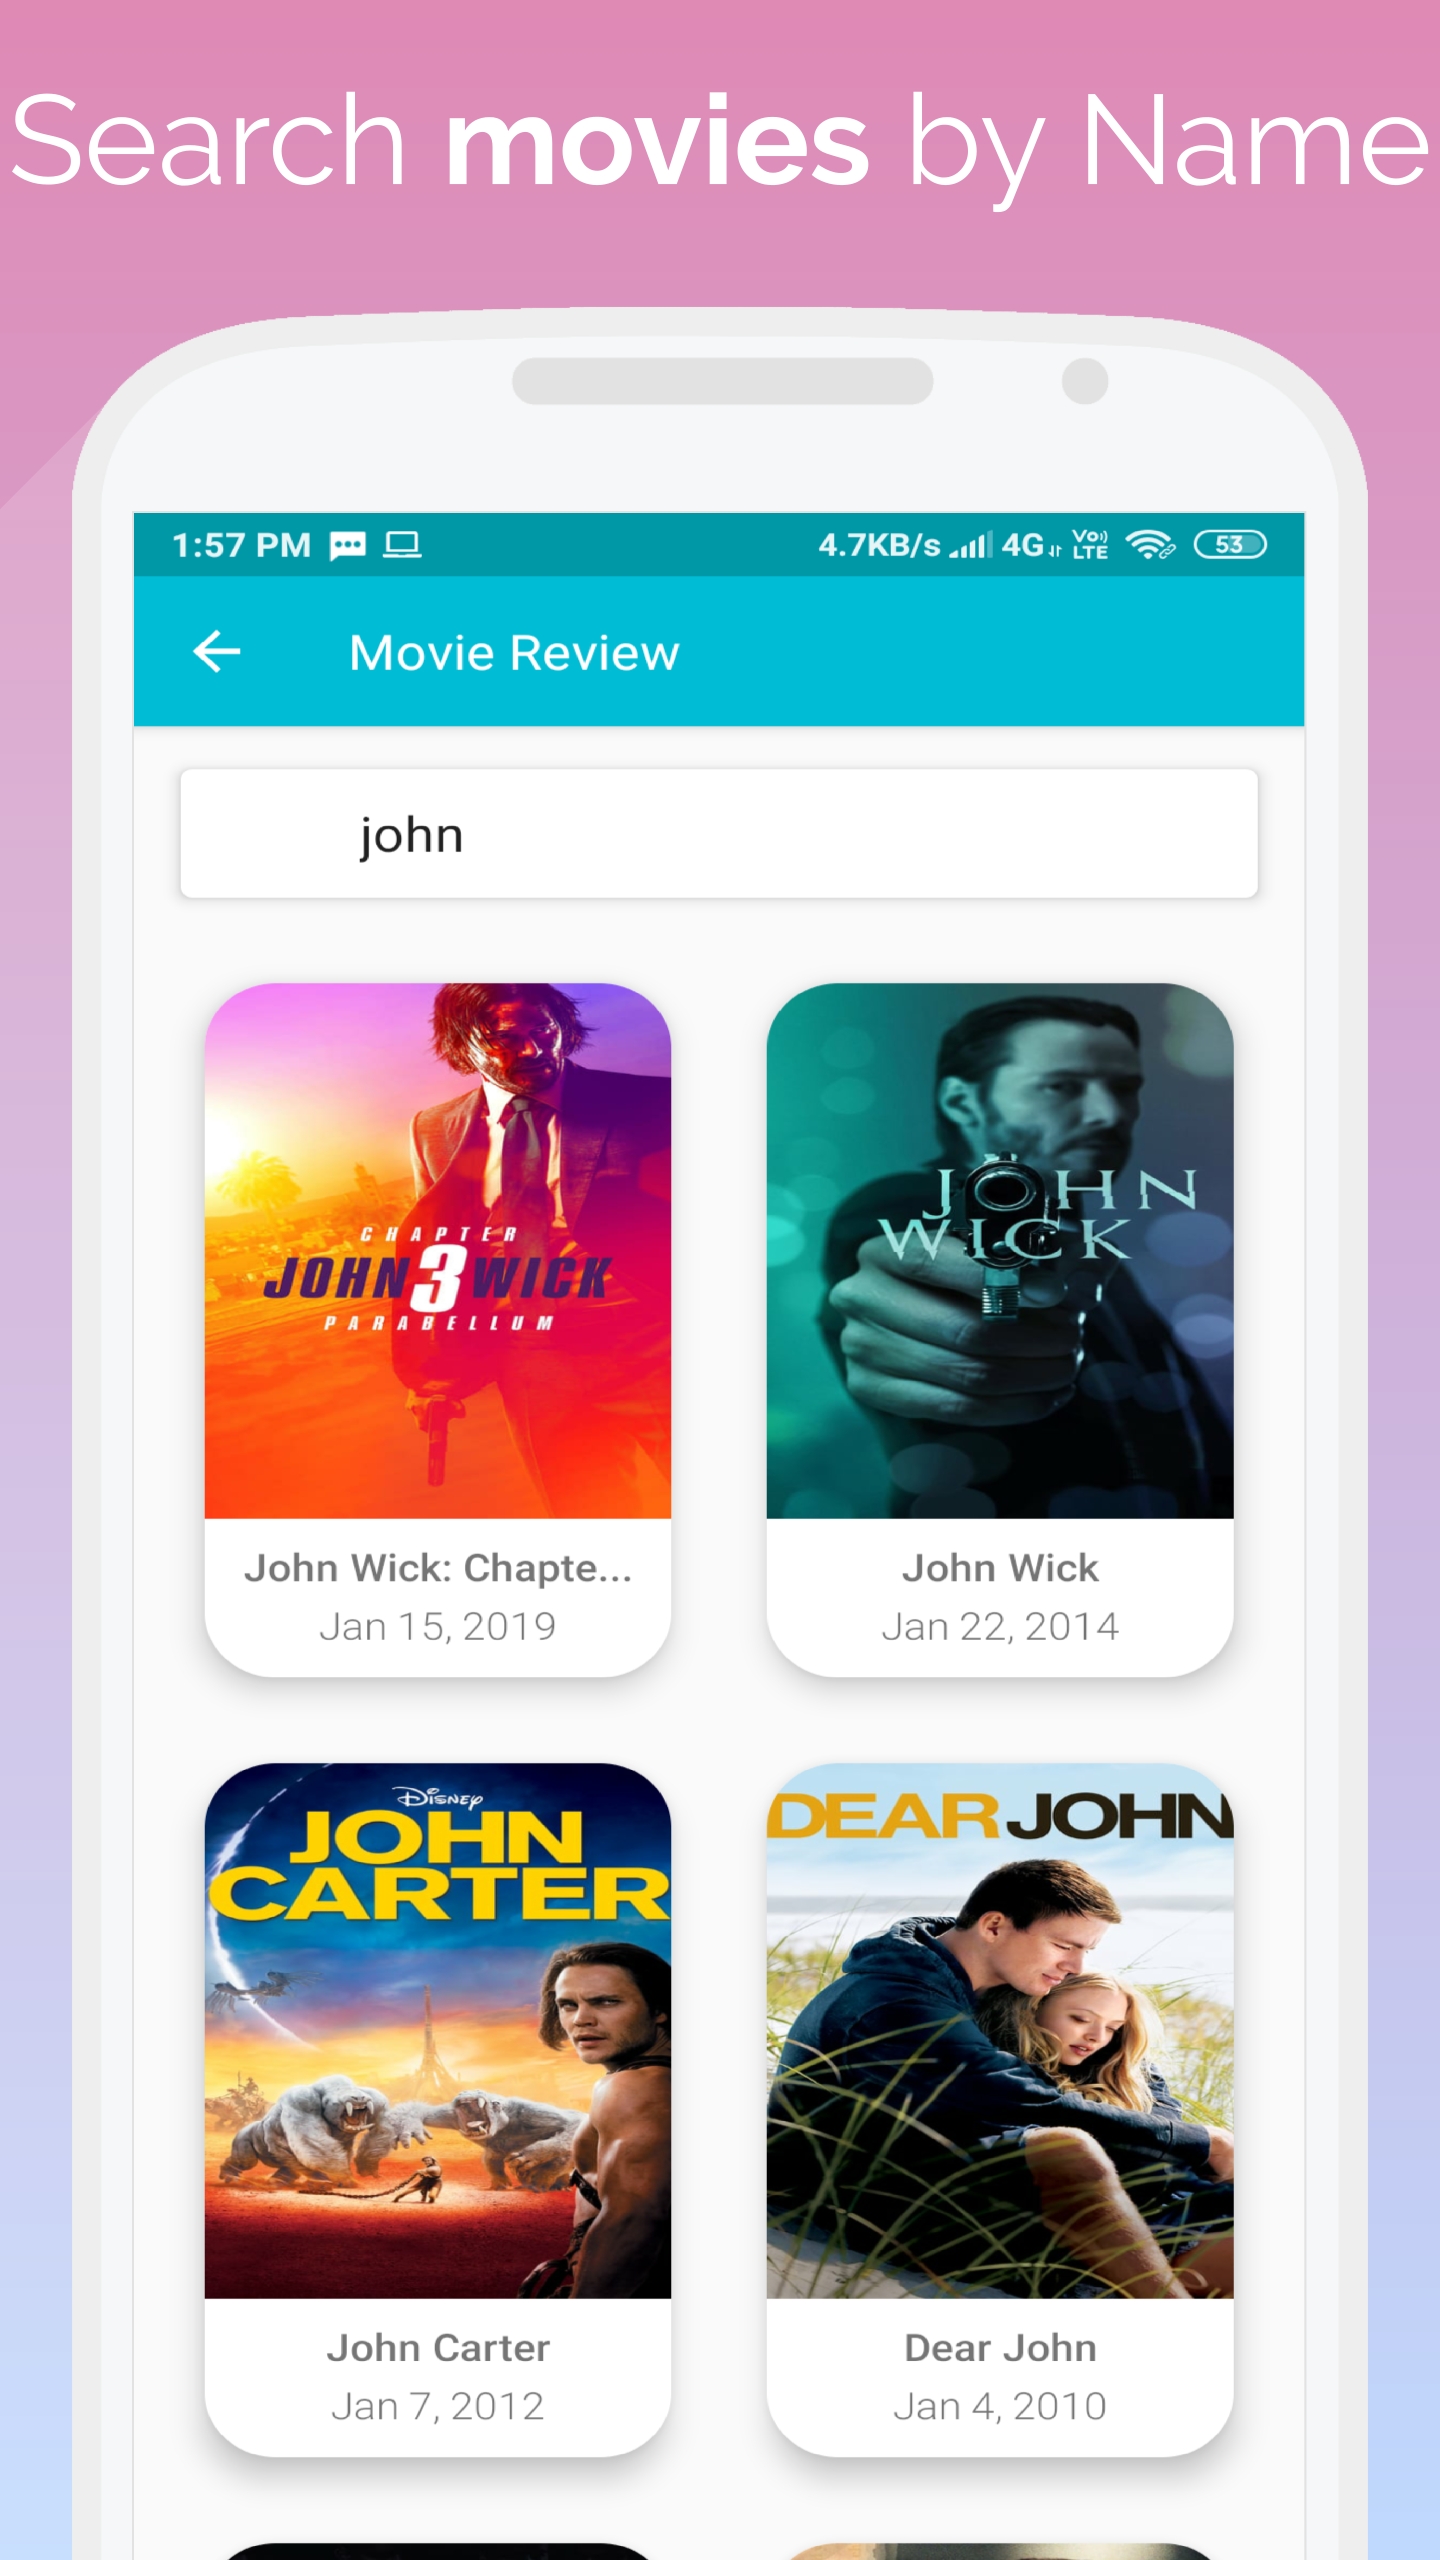 Search movies by Name
1:57 PM 4.7KB/s 4G Vo)) LTE 53
Movie Review
john
CHAPTER
JOHN 3 WICK
PARABELLUM
JOHN
WICK
John Wick: Chapte...
Jan 15, 2019
John Wick
Jan 22, 2014
DISNEY
JOHN
CARTER
DEAR JOHN
John Carter
Jan 7, 2012
Dear John
Jan 4, 2010